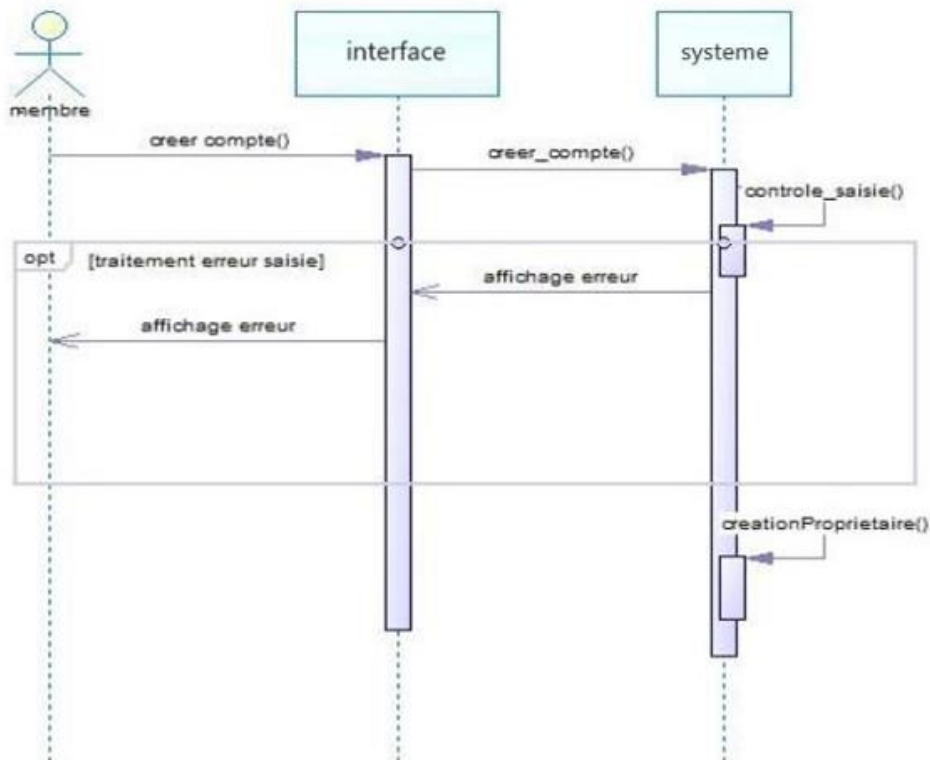 interface
systeme
membre
creer compte()
creer_compte()
controle_saisie()
opt
[traitement erreur saisie]
affichage erreur
affichage erreur
creationProprietaire()